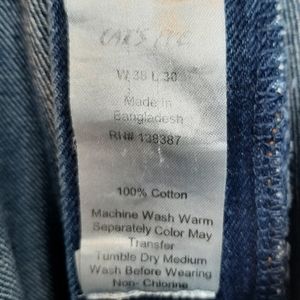 W 38 L 30
Made in
Bangladesh
RN# 138387
100% Cotton
Machine Wash Warm
Separately Color May
Transfer
Tumble Dry Medium
Wash Before Wearing
Non- Chlorine